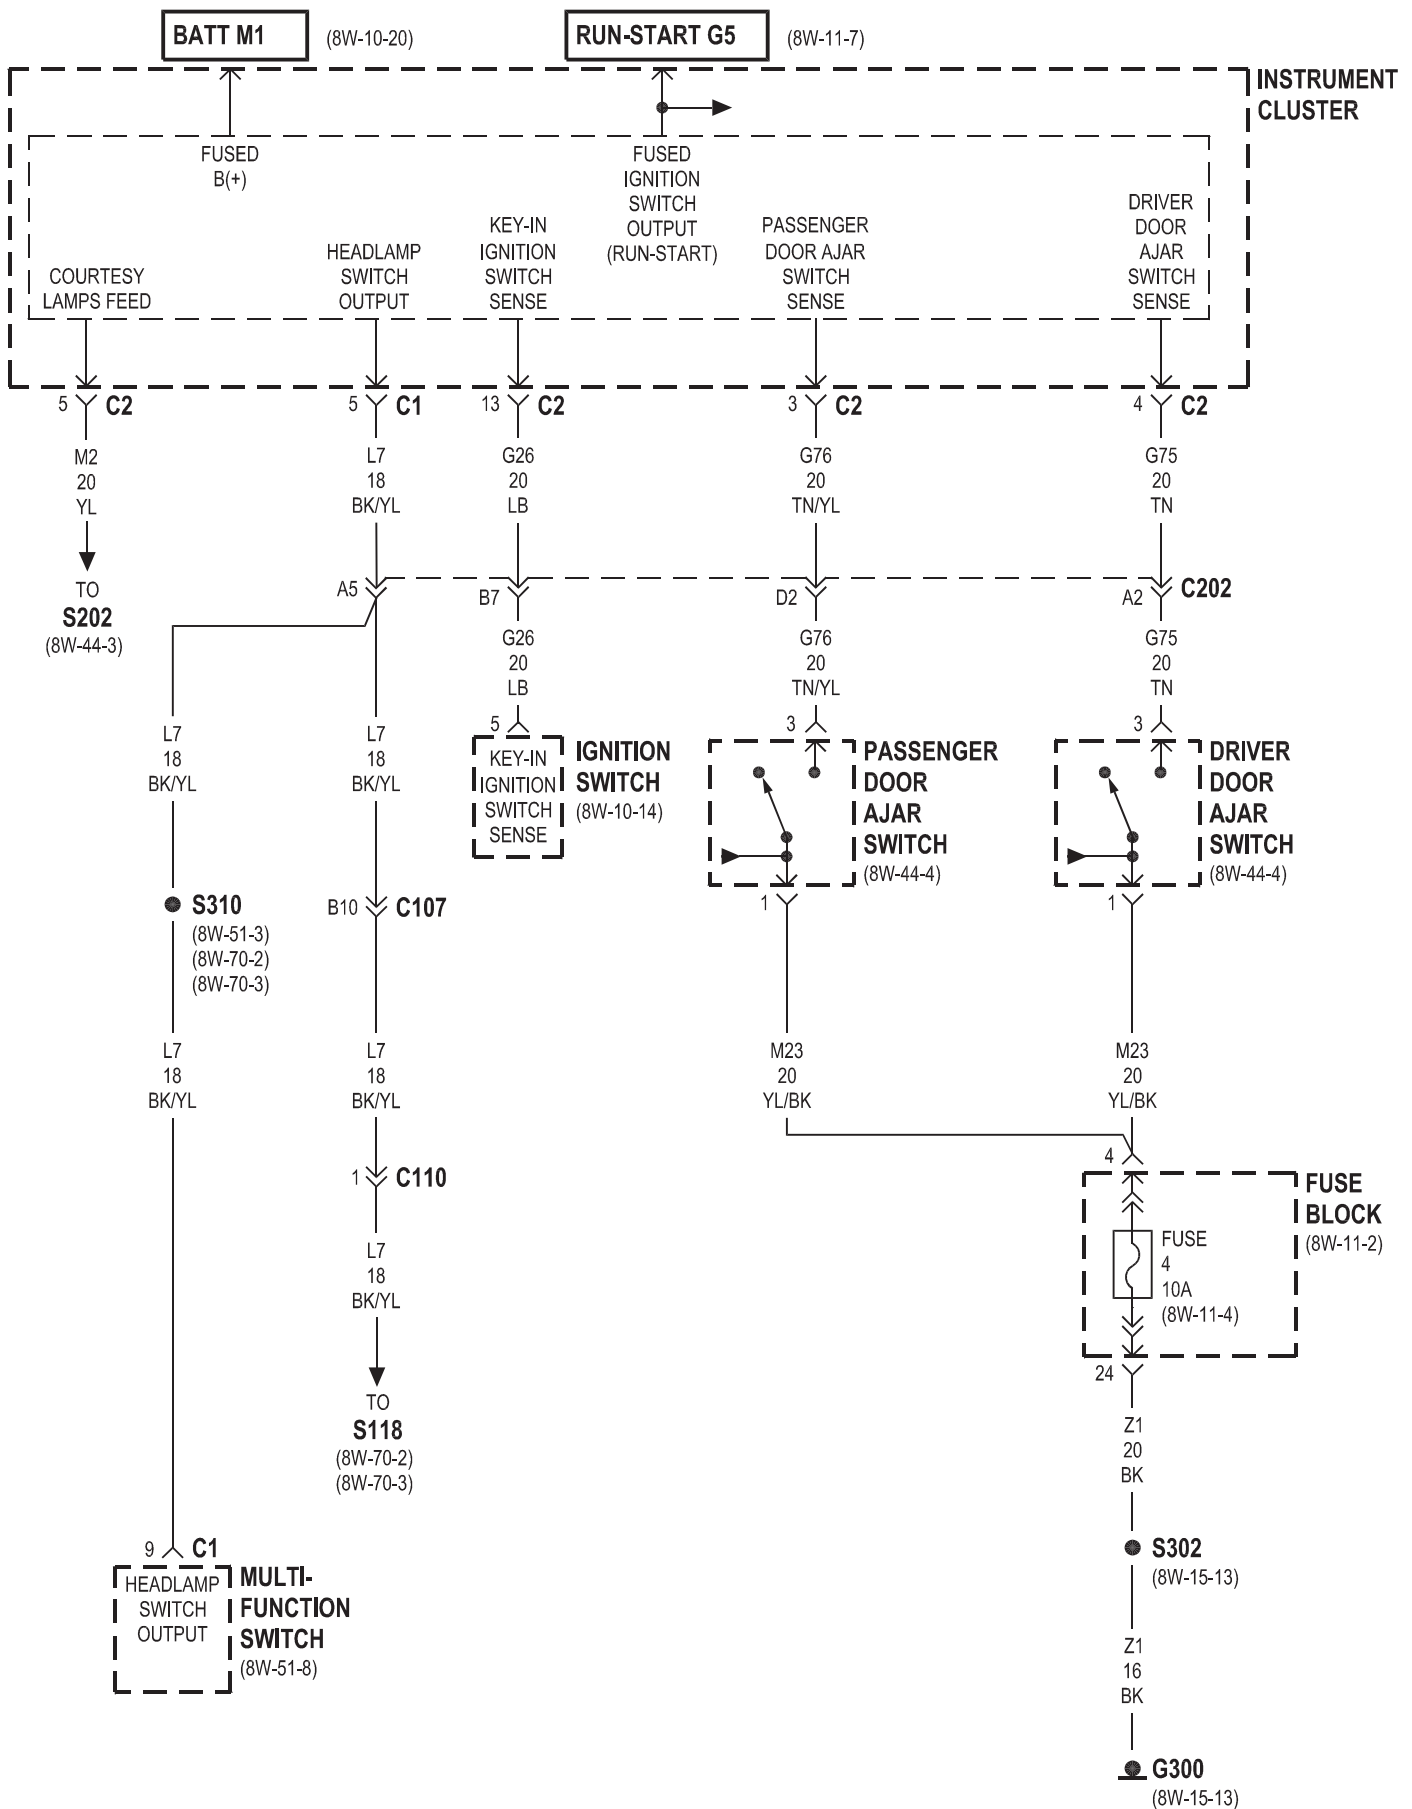 BATT M1 (8W-10-20) RUN-START G5 (8W-11-7)
INSTRUMENT
CLUSTER
FUSED
B(+)
FUSED
IGNITION
SWITCH
OUTPUT
(RUN-START)
COURTESY
LAMPS FEED
HEADLAMP
SWITCH
OUTPUT
KEY-IN
IGNITION
SWITCH
SENSE
PASSENGER
DOOR AJAR
SWITCH
SENSE
DRIVER
DOOR
AJAR
SWITCH
SENSE
5 C2
5 C1
13 C2
3 C2
4 C2
M2
20
YL
L7
18
BK/YL
G26
20
LB
G76
20
TN/YL
G75
20
TN
TO
S202
(8W-44-3)
A5
B7
D2
A2
C202
G26
20
LB
G76
20
TN/YL
G75
20
TN
L7
18
BK/YL
L7
18
BK/YL
5
KEY-IN
IGNITION
SWITCH
SENSE
IGNITION
SWITCH
(8W-10-14)
3
PASSENGER
DOOR
AJAR
SWITCH
(8W-44-4)
1
3
DRIVER
DOOR
AJAR
SWITCH
(8W-44-4)
1
S310
(8W-51-3)
(8W-70-2)
(8W-70-3)
B10 C107
L7
18
BK/YL
L7
18
BK/YL
M23
20
YL/BK
M23
20
YL/BK
1 C110
4
FUSE
BLOCK
(8W-11-2)
FUSE
4
10A
(8W-11-4)
24
L7
18
BK/YL
TO
S118
(8W-70-2)
(8W-70-3)
Z1
20
BK
9 C1
HEADLAMP
SWITCH
OUTPUT
MULTI-
FUNCTION
SWITCH
(8W-51-8)
S302
(8W-15-13)
Z1
16
BK
G300
(8W-15-13)